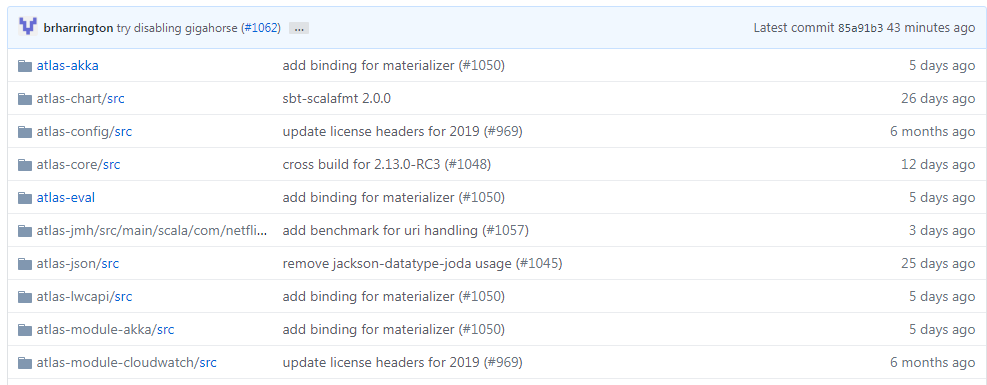 brharrington try disabling gigahorse (#1062) ... Latest commit 85a91b3 43 minutes ago
atlas-akka add binding for materializer (#1050) 5 days ago
atlas-chart/src sbt-scalafmt 2.0.0 26 days ago
atlas-config/src update license headers for 2019 (#969) 6 months ago
atlas-core/src cross build for 2.13.0-RC3 (#1048) 12 days ago
atlas-eval add binding for materializer (#1050) 5 days ago
atlas-jmh/src/main/scala/com/netfli... add benchmark for uri handling (#1057) 3 days ago
atlas-json/src remove jackson-datatype-joda usage (#1045) 25 days ago
atlas-lwcapi/src add binding for materializer (#1050) 5 days ago
atlas-module-akka/src add binding for materializer (#1050) 5 days ago
atlas-module-cloudwatch/src update license headers for 2019 (#969) 6 months ago